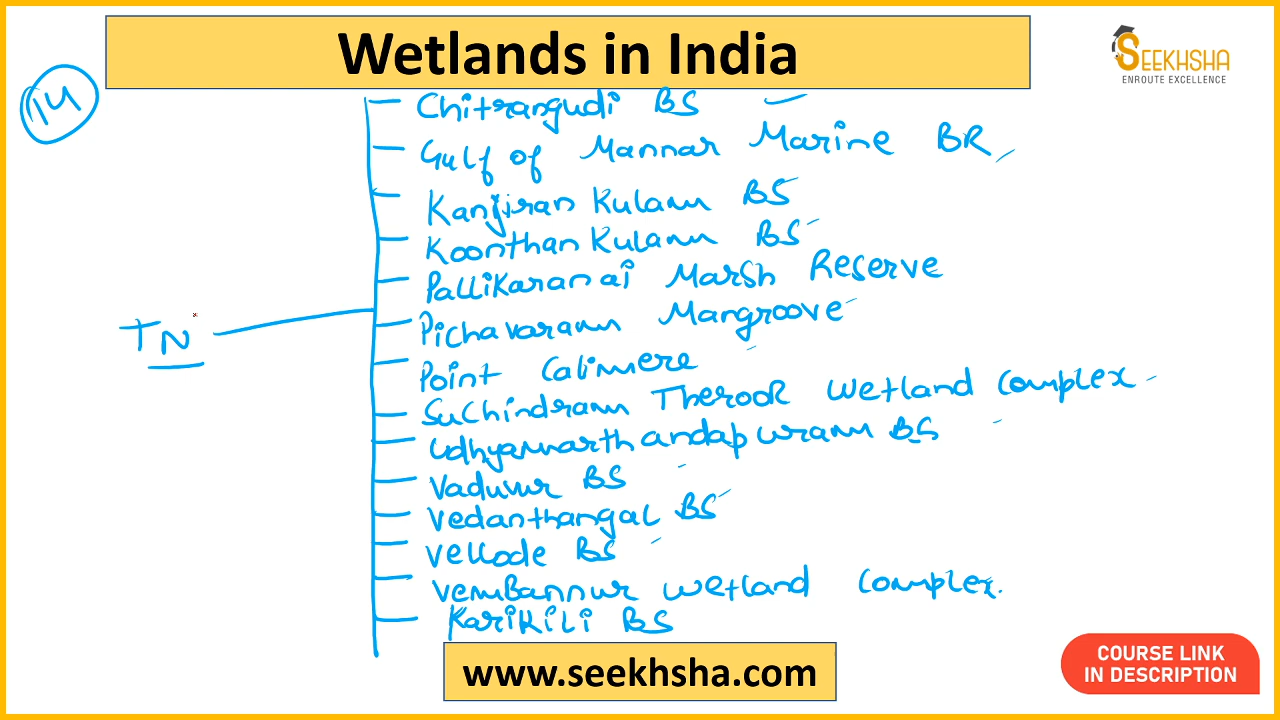 Wetlands in India
SEEKHSHA
ENROUTE EXCELLENCE
14
TN
Chitrangudi BS
Gulf of Mannar Marine BR
Kanjiran Kulam BS
Koonthan Kulam BS
Pallikaranai Marsh Reserve
Pichavaram Mangroove
Point Calimere
Suchindram Theroor Wetland Complex
Udhyamarthandapuram BS
Vaduvur BS
Vedanthangal BS
Vellode BS
Vembannur Wetland Complex.
Karikili BS
www.seekhsha.com
COURSE LINK
IN DESCRIPTION